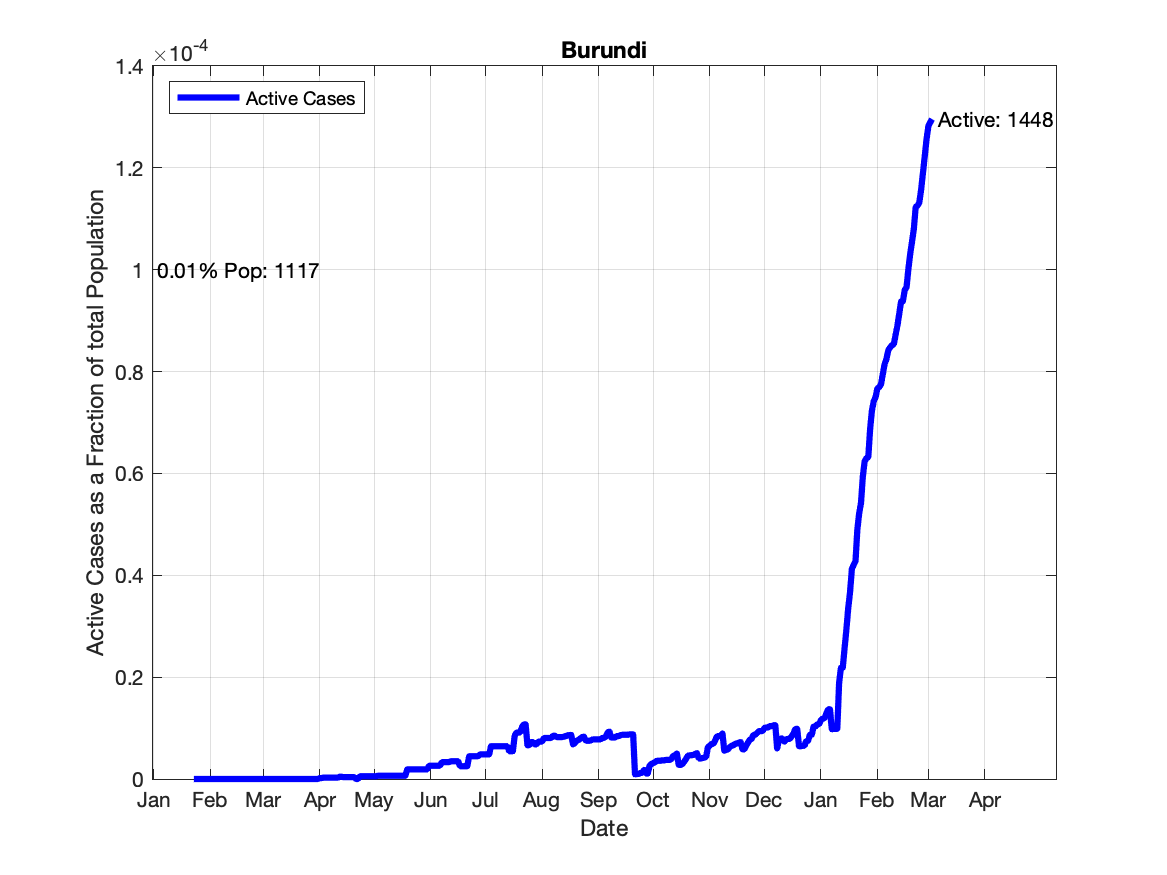 Burundi
×10-4
1.4
1.2
1
0.8
0.6
0.4
0.2
0
Active Cases
Active: 1448
0.01% Pop: 1117
Active Cases as a Fraction of total Population
Jan Feb Mar Apr May Jun Jul Aug Sep Oct Nov Dec Jan Feb Mar Apr
Date